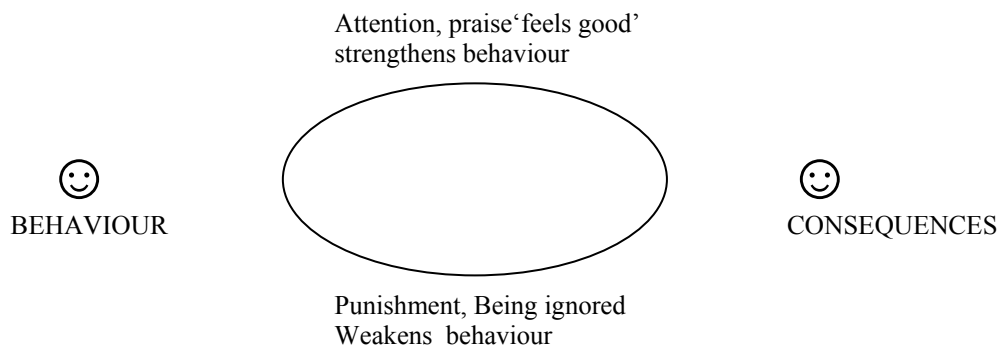 Attention, praise‘feels good’
strengthens behaviour
BEHAVIOUR
CONSEQUENCES
Punishment, Being ignored
Weakens  behaviour